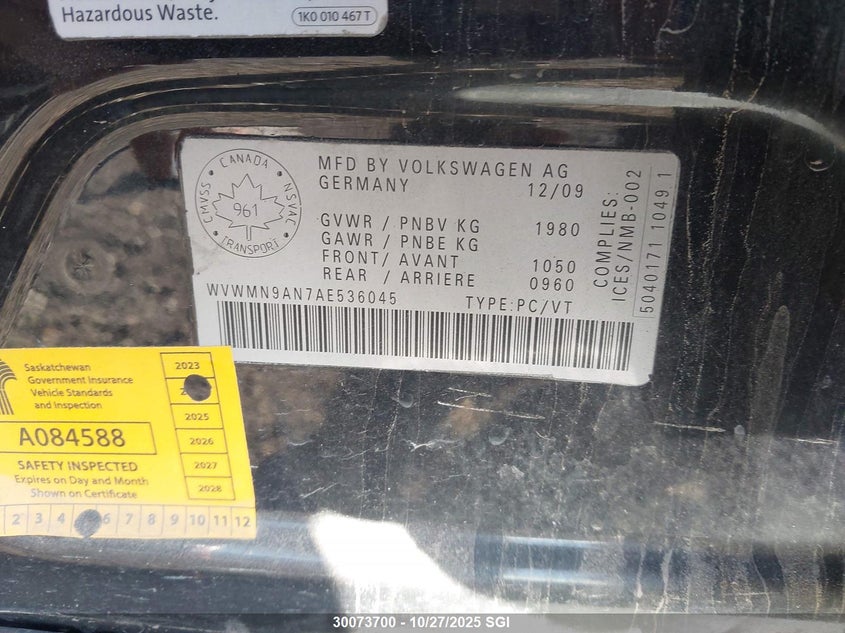 Hazardous Waste.
1K0 010 467 T
CANADA
CMVSS
NSVAC
961
TRANSPORT
MFD BY VOLKSWAGEN AG
GERMANY 12/09
GVWR / PNBV KG 1980
GAWR / PNBE KG
FRONT/ AVANT 1050
REAR / ARRIERE 0960
WVWMN9AN7AE536045 TYPE:PC/VT
COMPLIES:
ICES/NMB-002
5040171 10491
Saskatchewan
Government Insurance
Vehicle Standards
and Inspection
A084588
SAFETY INSPECTED
Expires on Day and Month
Shown on Certificate
2023
2025
2026
2027
2028
2 3 4 6 7 8 9 10 11 12
30073700 - 10/27/2025 SGI